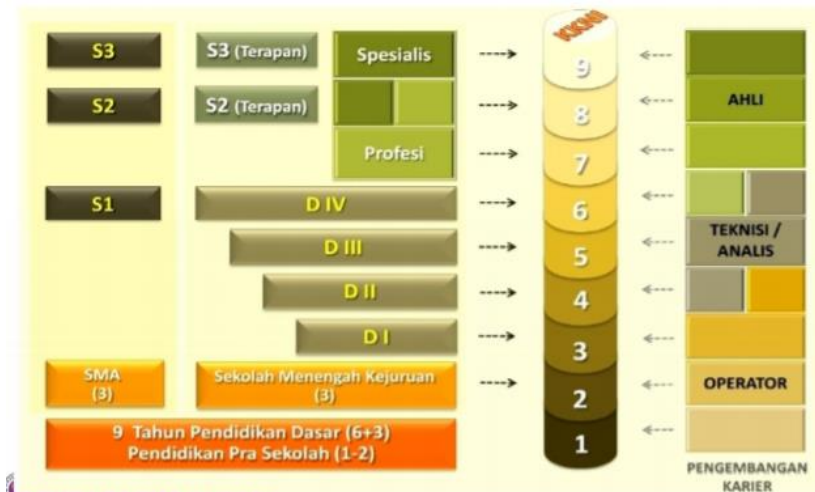 KKNI
S3
S3 (Terapan)
Spesialis
9
S2
S2 (Terapan)
8
AHLI
Profesi
7
S1
D IV
6
D III
5
TEKNISI /
ANALIS
D II
4
D I
3
SMA
(3)
Sekolah Menengah Kejuruan
(3)
2
OPERATOR
9 Tahun Pendidikan Dasar (6+3)
Pendidikan Pra Sekolah (1-2)
1
PENGEMBANGAN
KARIER